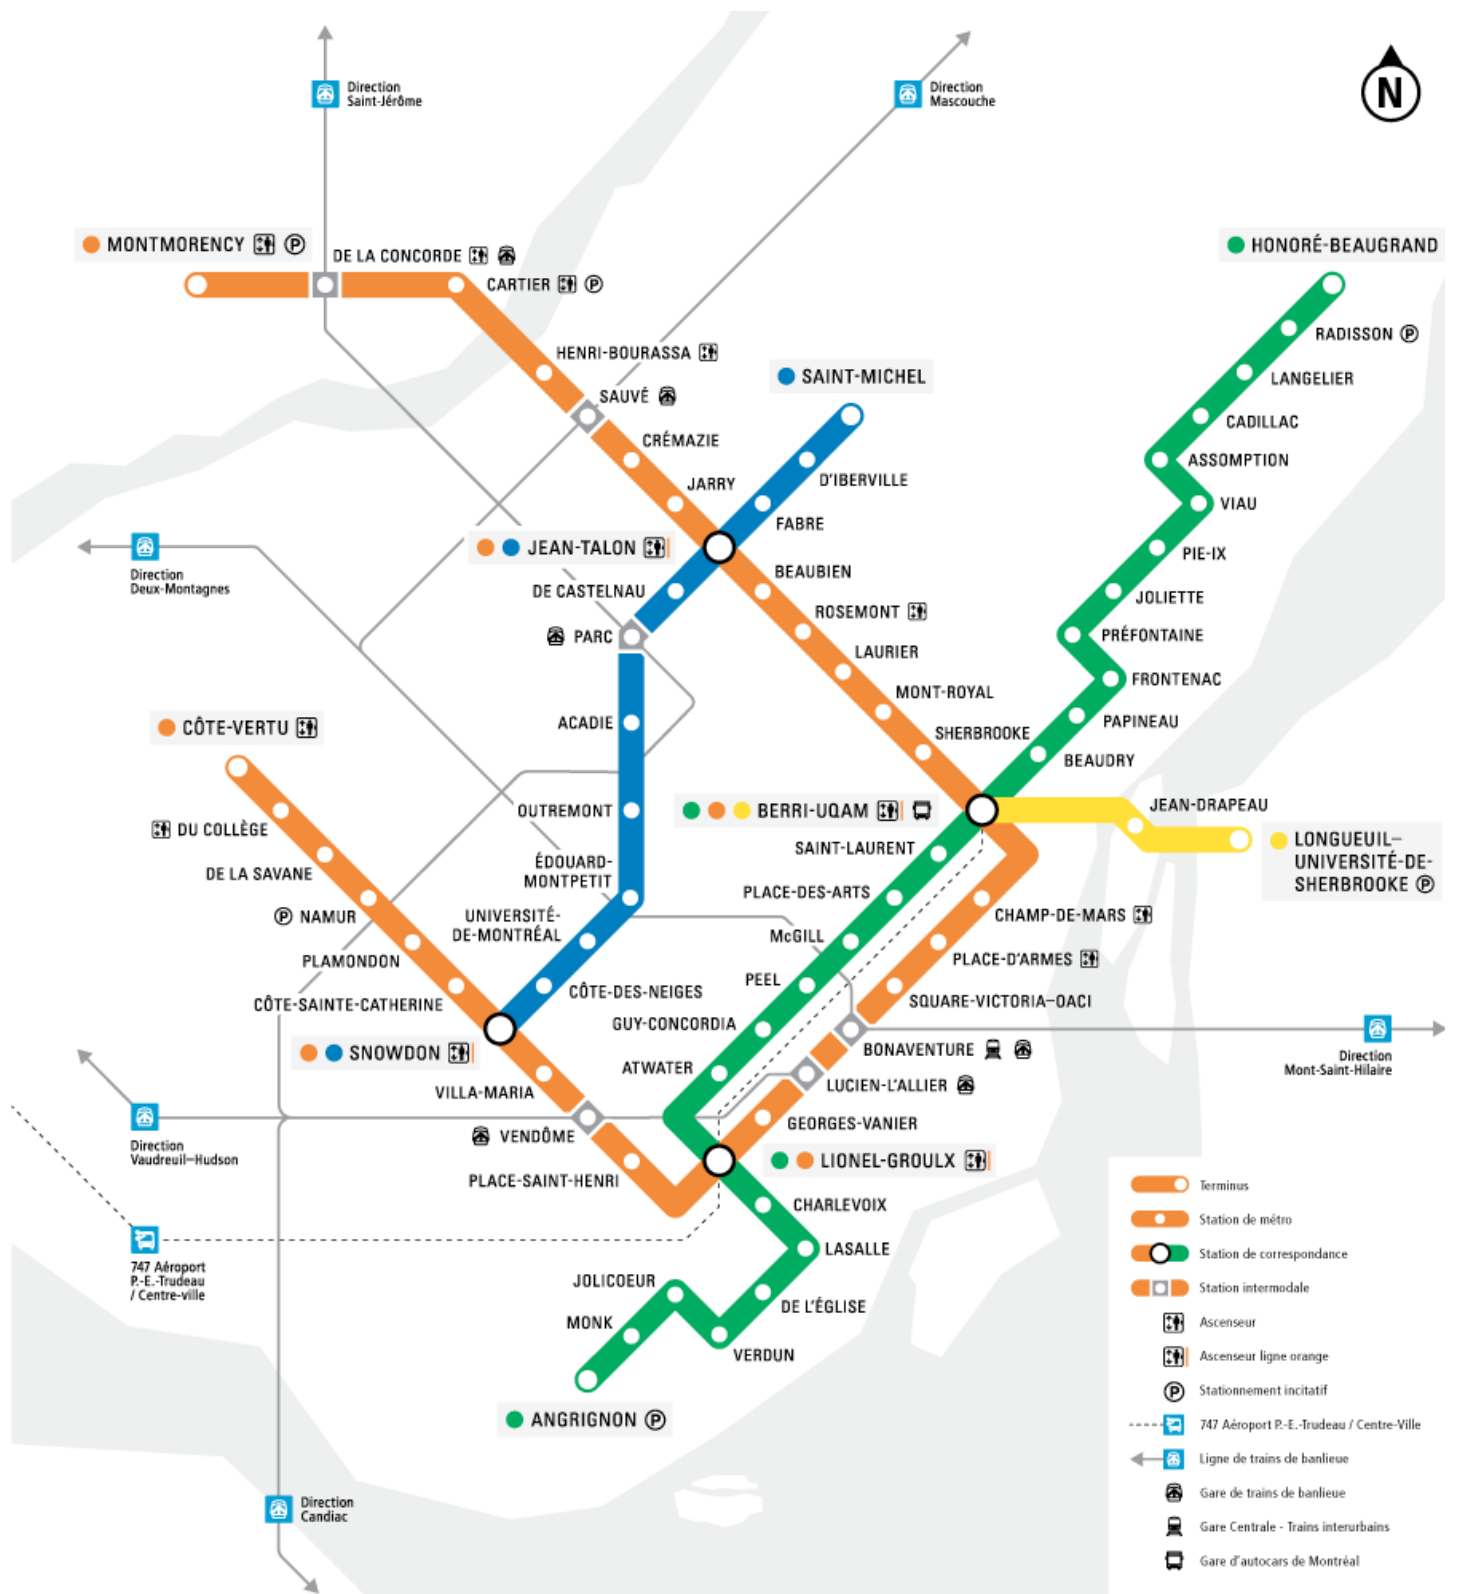 Direction
Saint-Jérôme
Direction
Mascouche
N
MONTMORENCY P
DE LA CONCORDE
CARTIER P
HONORÉ-BEAUGRAND
RADISSON P
HENRI-BOURASSA
LANGELIER
SAINT-MICHEL
SAUVÉ
CADILLAC
CRÉMAZIE
ASSOMPTION
D'IBERVILLE
JARRY
VIAU
FABRE
JEAN-TALON
PIE-IX
Direction
Deux-Montagnes
BEAUBIEN
DE CASTELNAU
JOLIETTE
ROSEMONT
PARC
PRÉFONTAINE
LAURIER
FRONTENAC
MONT-ROYAL
ACADIE
PAPINEAU
CÔTE-VERTU
SHERBROOKE
BEAUDRY
OUTREMONT
BERRI-UQAM
JEAN-DRAPEAU
DU COLLÈGE
LONGUEUIL–
UNIVERSITÉ-DE-
SHERBROOKE P
SAINT-LAURENT
ÉDOUARD-
MONTPETIT
DE LA SAVANE
PLACE-DES-ARTS
P NAMUR
UNIVERSITÉ-
DE-MONTRÉAL
CHAMP-DE-MARS
McGILL
PLAMONDON
PLACE-D'ARMES
PEEL
CÔTE-DES-NEIGES
CÔTE-SAINTE-CATHERINE
SQUARE-VICTORIA–OACI
GUY-CONCORDIA
SNOWDON
BONAVENTURE
Direction
Mont-Saint-Hilaire
ATWATER
LUCIEN-L'ALLIER
VILLA-MARIA
GEORGES-VANIER
VENDÔME
Direction
Vaudreuil–Hudson
LIONEL-GROULX
PLACE-SAINT-HENRI
CHARLEVOIX
LASALLE
747 Aéroport
P.-E.-Trudeau
/ Centre-ville
JOLICOEUR
DE L'ÉGLISE
MONK
VERDUN
ANGRIGNON P
Direction
Candiac
Terminus
Station de métro
Station de correspondance
Station intermodale
Ascenseur
Ascenseur ligne orange
P Stationnement incitatif
747 Aéroport P.-E.-Trudeau / Centre-Ville
Ligne de trains de banlieue
Gare de trains de banlieue
Gare Centrale - Trains interurbains
Gare d'autocars de Montréal